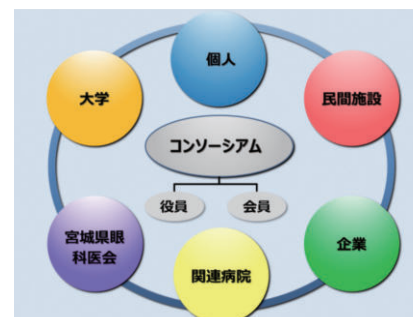 個人
大学
民間施設
コンソーシアム
役員
会員
宮城県眼
科医会
企業
関連病院